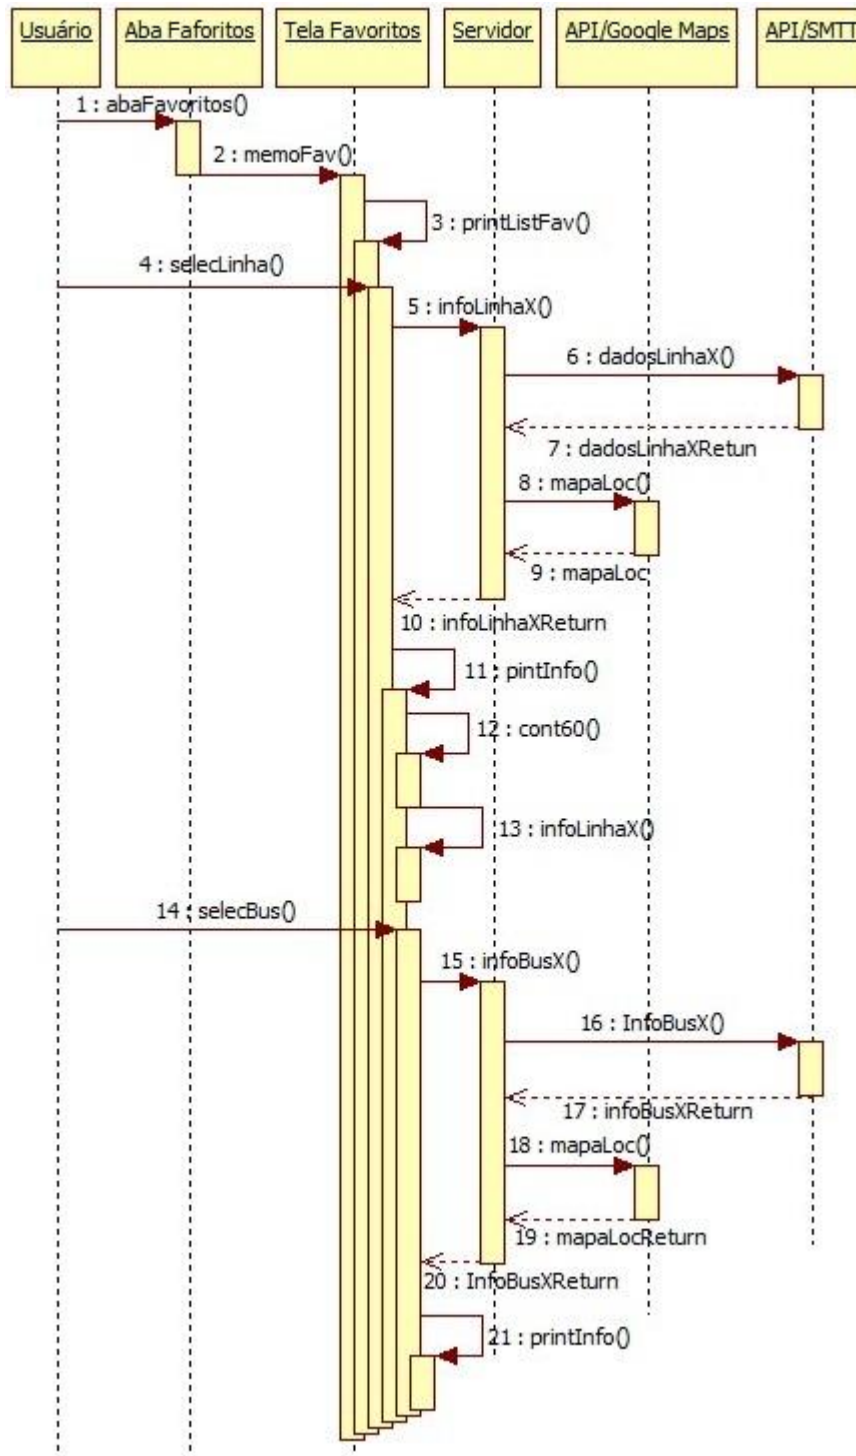 Usuário
Aba Faforitos
Tela Favoritos
Servidor
API/Google Maps
API/SMTT
1 : abaFavoritos()
2 : memoFav()
3 : printListFav()
4 : selecLinha()
5 : infoLinhaX()
6 : dadosLinhaX()
7 : dadosLinhaXRetun
8 : mapaLoc()
9 : mapaLoc
10 : infoLinhaXReturn
11 : pintInfo()
12 : cont60()
13 : infoLinhaX()
14 : selecBus()
15 : infoBusX()
16 : InfoBusX()
17 : infoBusXReturn
18 : mapaLoc()
19 : mapaLocReturn
20 : InfoBusXReturn
21 : printInfo()